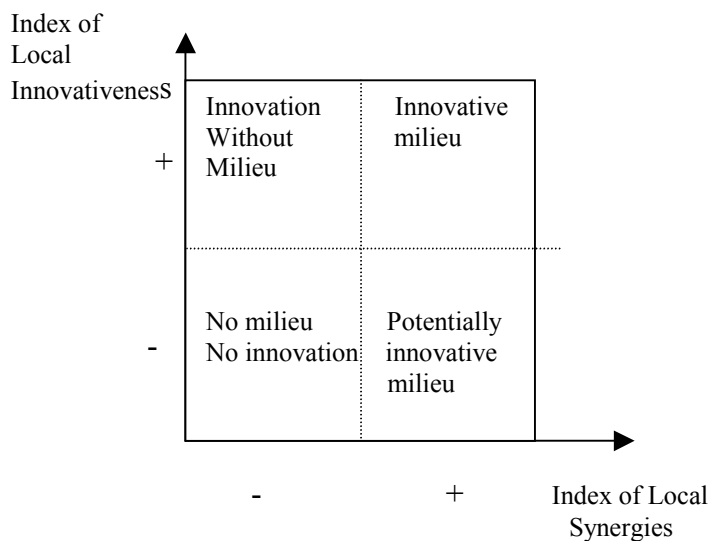 Index of
Local
Innovativeness
Innovation
Without
Milieu
Innovative
milieu
+
No milieu
No innovation
Potentially
innovative
milieu
-
-
+
Index of Local
Synergies